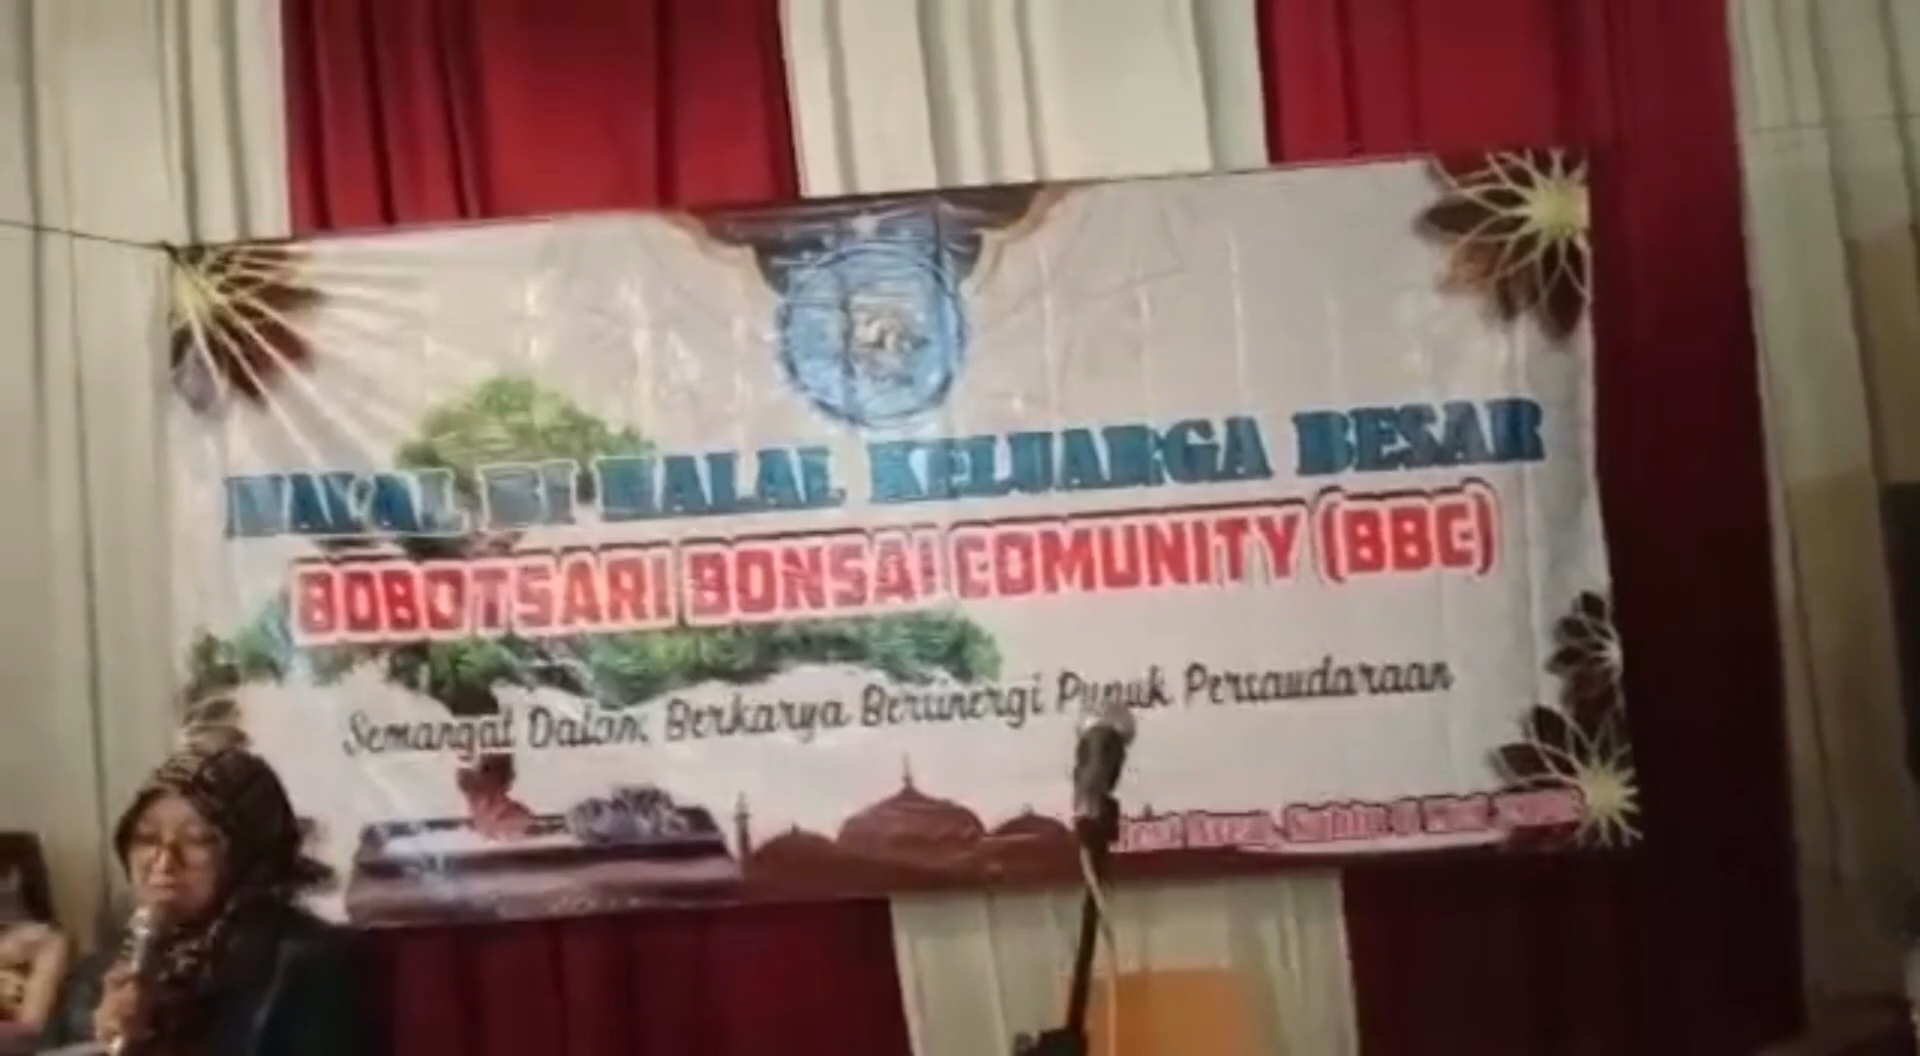 HALAL BI HALAL KELUARGA BESAR
BOBOTSARI BONSAI COMUNITY (BBC)
Semangat Dalam Berkarya Bersinergi Pupuk Persaudaraan